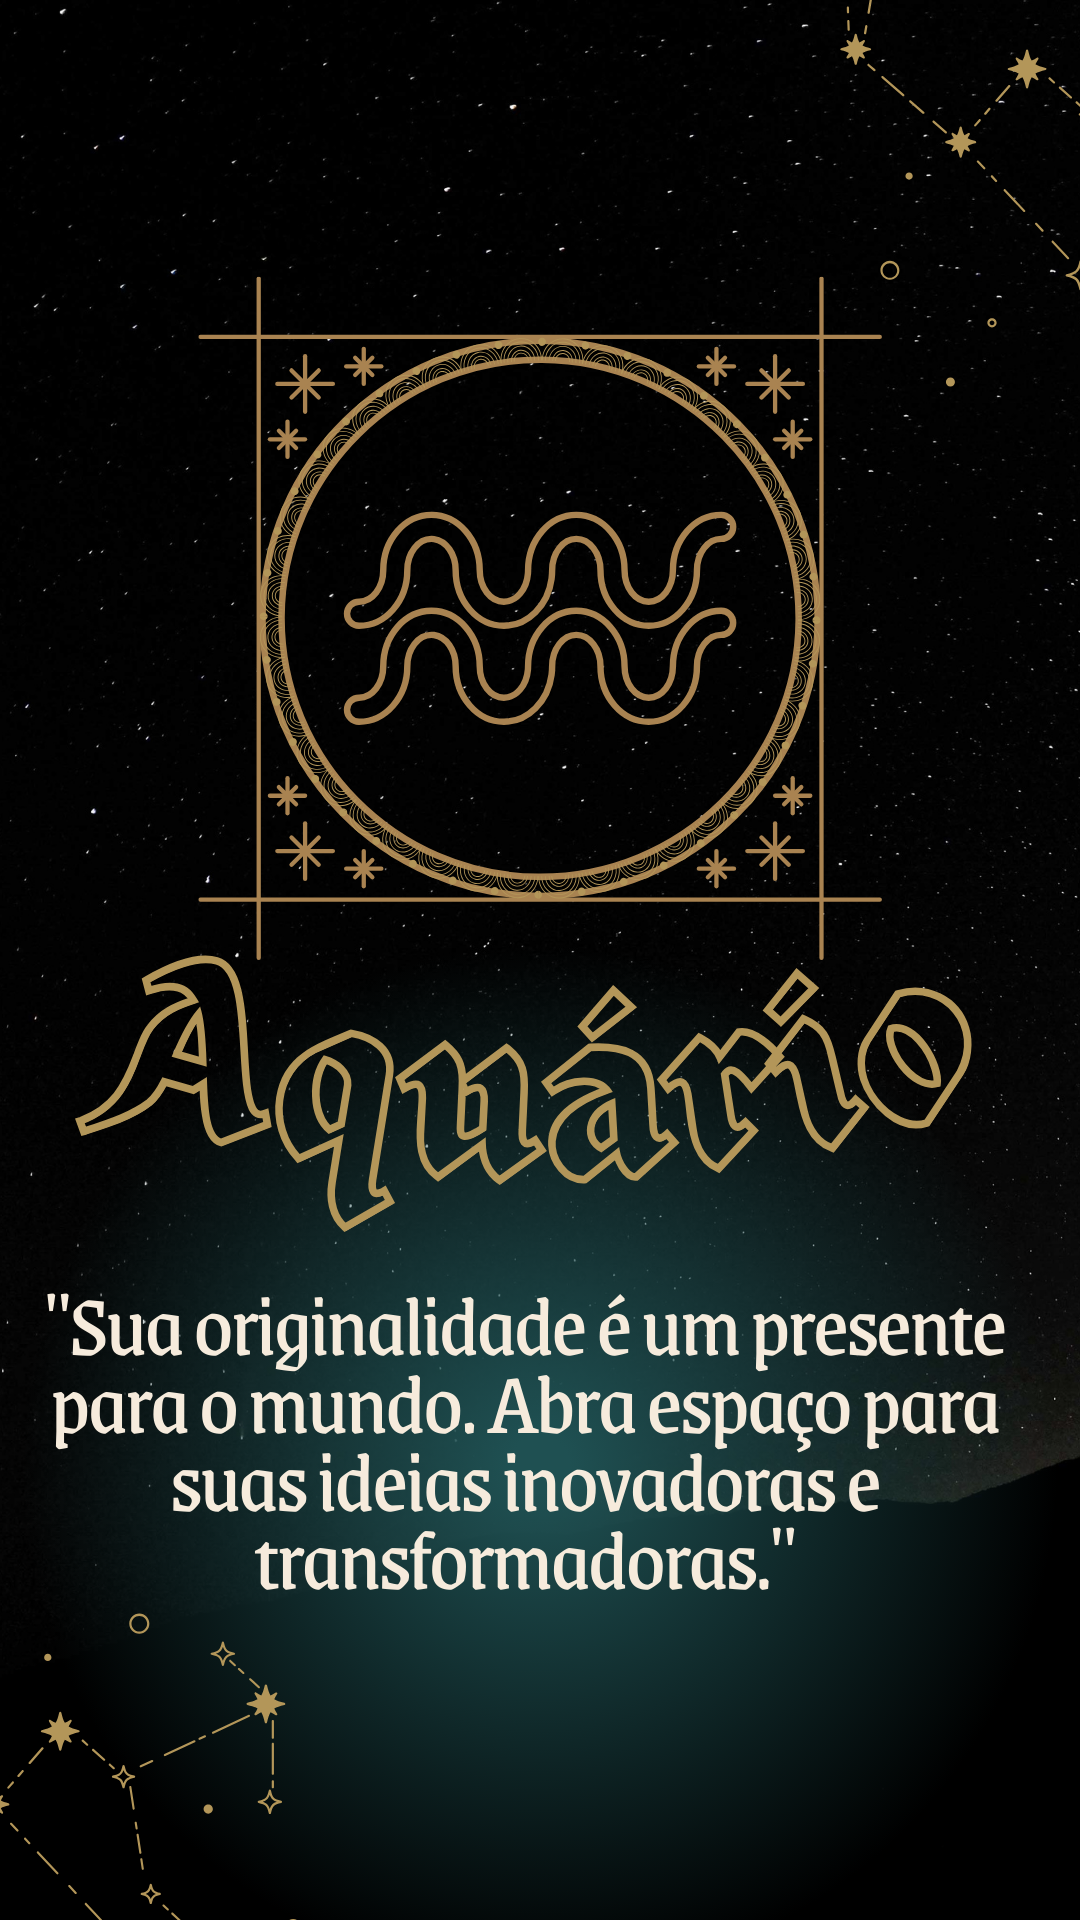 Aquário
"Sua originalidade é um presente
para o mundo. Abra espaço para
suas ideias inovadoras e
transformadoras."